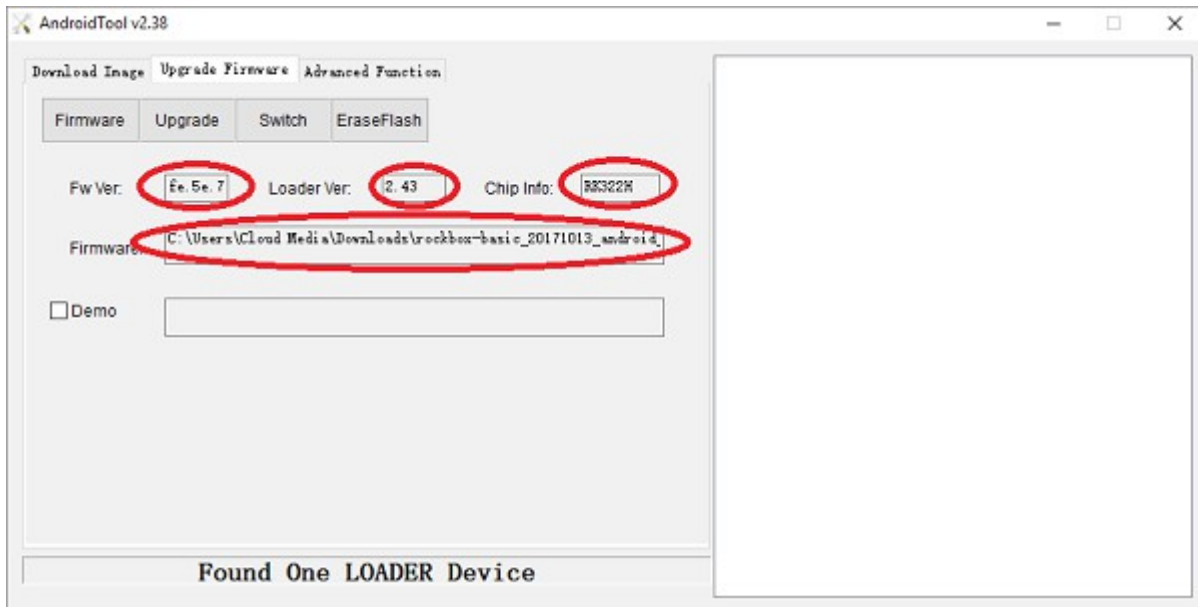 AndroidTool v2.38
Download Image Upgrade Firmware Advanced Function
Firmware Upgrade Switch EraseFlash
Fw Ver: fe.5e.7 Loader Ver: 2.43 Chip Info: RK322H
Firmware: C:\Users\Cloud Media\Downloads\rockbox-basic_20171013_android_
Demo
Found One LOADER Device